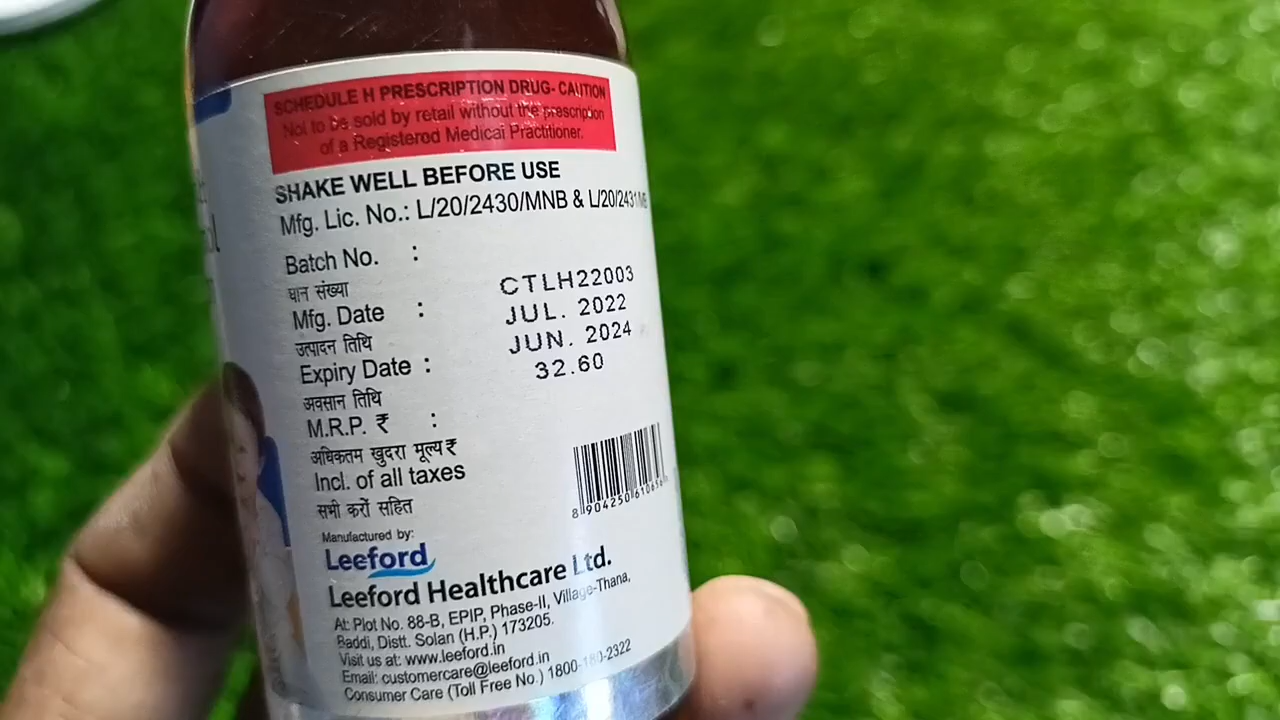 SCHEDULE H PRESCRIPTION DRUG- CAUTION
Not to be sold by retail without the prescription
of a Registered Medical Practitioner.
SHAKE WELL BEFORE USE
Mfg. Lic. No.: L/20/2430/MNB & L/20/2431/MB
Batch No. :
घान संख्या
CTLH22003
Mfg. Date :
JUL. 2022
उत्पादन तिथि
JUN. 2024
Expiry Date :
32.60
अवसान तिथि
M.R.P. ₹ :
अधिकतम खुदरा मूल्य ₹
Incl. of all taxes
सभी करों सहित
Manufactured by:
Leeford
Leeford Healthcare Ltd.
At: Plot No. 88-B, EPIP, Phase-II, Village-Thana,
Baddi, Distt. Solan (H.P.) 173205.
Visit us at: www.leeford.in
Email: customercare@leeford.in
Consumer Care (Toll Free No.) 1800-180-2322